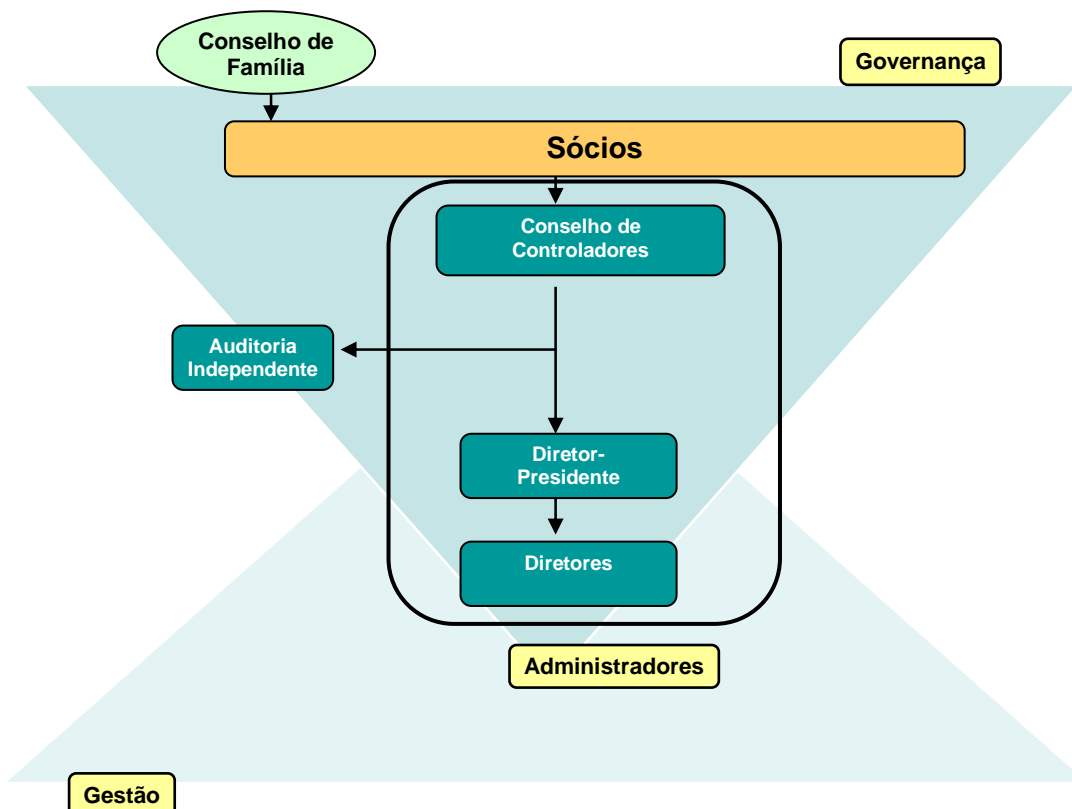 Conselho de
Família
Governança
Sócios
Conselho de
Controladores
Auditoria
Independente
Diretor-
Presidente
Diretores
Administradores
Gestão